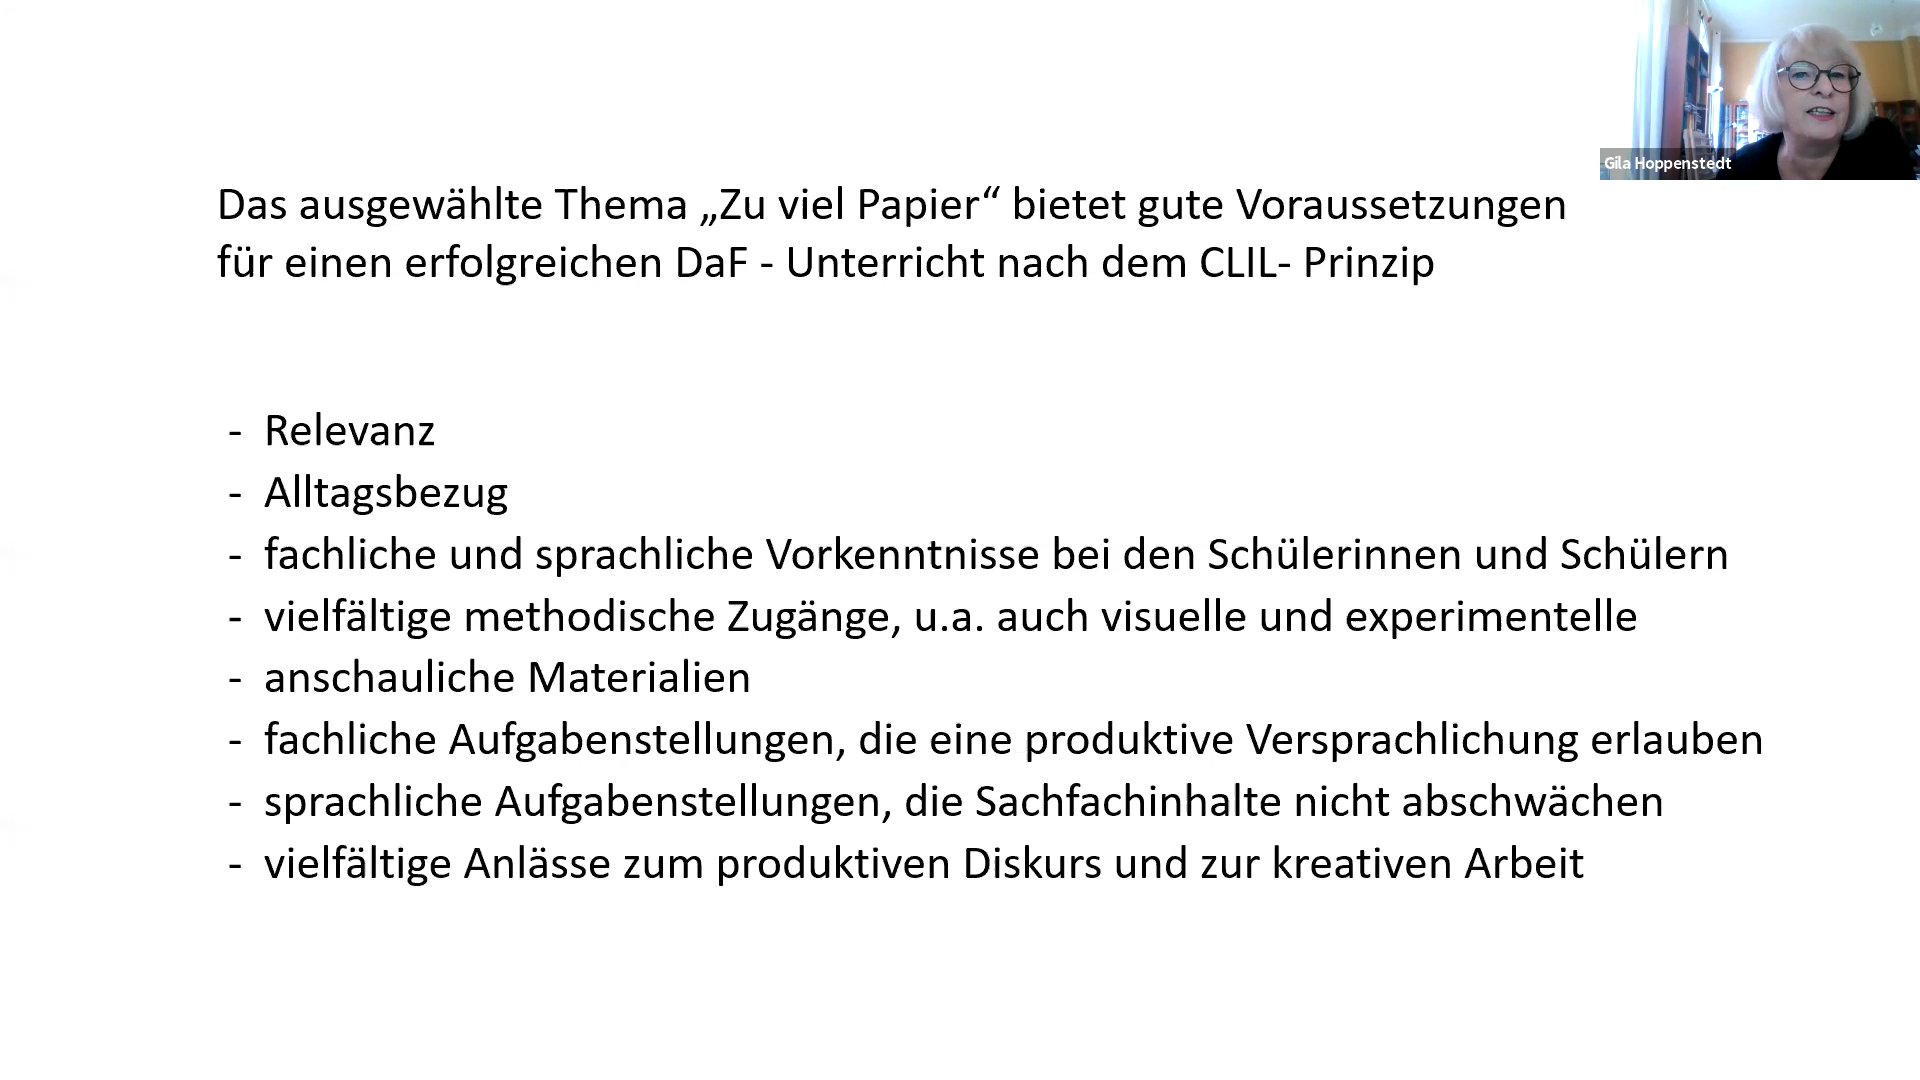 Gila Hoppenstedt
Das ausgewählte Thema „Zu viel Papier“ bietet gute Voraussetzungen
für einen erfolgreichen DaF - Unterricht nach dem CLIL- Prinzip
- Relevanz
- Alltagsbezug
- fachliche und sprachliche Vorkenntnisse bei den Schülerinnen und Schülern
- vielfältige methodische Zugänge, u.a. auch visuelle und experimentelle
- anschauliche Materialien
- fachliche Aufgabenstellungen, die eine produktive Versprachlichung erlauben
- sprachliche Aufgabenstellungen, die Sachfachinhalte nicht abschwächen
- vielfältige Anlässe zum produktiven Diskurs und zur kreativen Arbeit